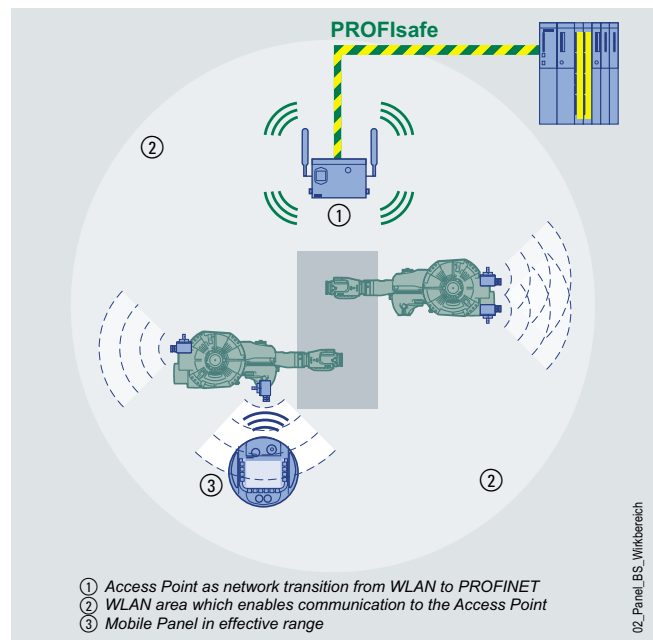 PROFIsafe
②
①
③
②
① Access Point as network transition from WLAN to PROFINET
② WLAN area which enables communication to the Access Point
③ Mobile Panel in effective range
02_Panel_BS_Wirkbereich